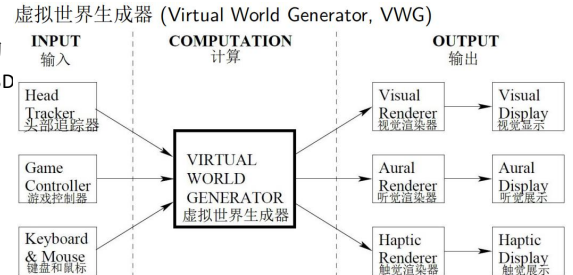 虚拟世界生成器 (Virtual World Generator, VWG)
INPUT
输入
COMPUTATION
计算
OUTPUT
输出
Head
Tracker
头部追踪器
Game
Controller
游戏控制器
Keyboard
& Mouse
键盘和鼠标
VIRTUAL
WORLD
GENERATOR
虚拟世界生成器
Visual
Renderer
视觉渲染器
Visual
Display
视觉显示
Aural
Renderer
听觉渲染器
Aural
Display
听觉展示
Haptic
Renderer
触觉渲染器
Haptic
Display
触觉展示